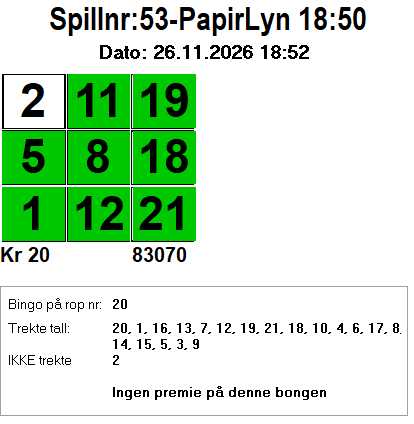 Spillnr:53-PapirLyn 18:50
Dato: 26.11.2026 18:52
2 11 19
5 8 18
1 12 21
Kr 20 83070
Bingo på rop nr: 20
Trekte tall: 20, 1, 16, 13, 7, 12, 19, 21, 18, 10, 4, 6, 17, 8,
14, 15, 5, 3, 9
IKKE trekte 2
Ingen premie på denne bongen